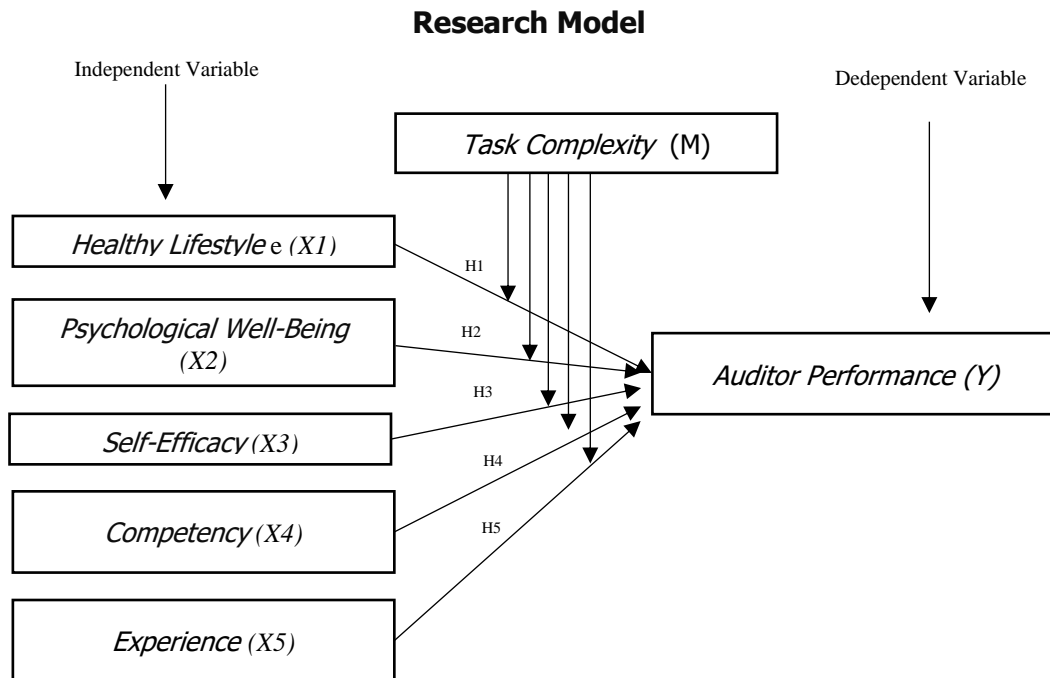 Research Model
Independent Variable
Dedependent Variable
Task Complexity (M)
Healthy Lifestyle e (X1)
H1
Psychological Well-Being
(X2)
H2
Auditor Performance (Y)
H3
Self-Efficacy (X3)
H4
Competency (X4)
H5
Experience (X5)